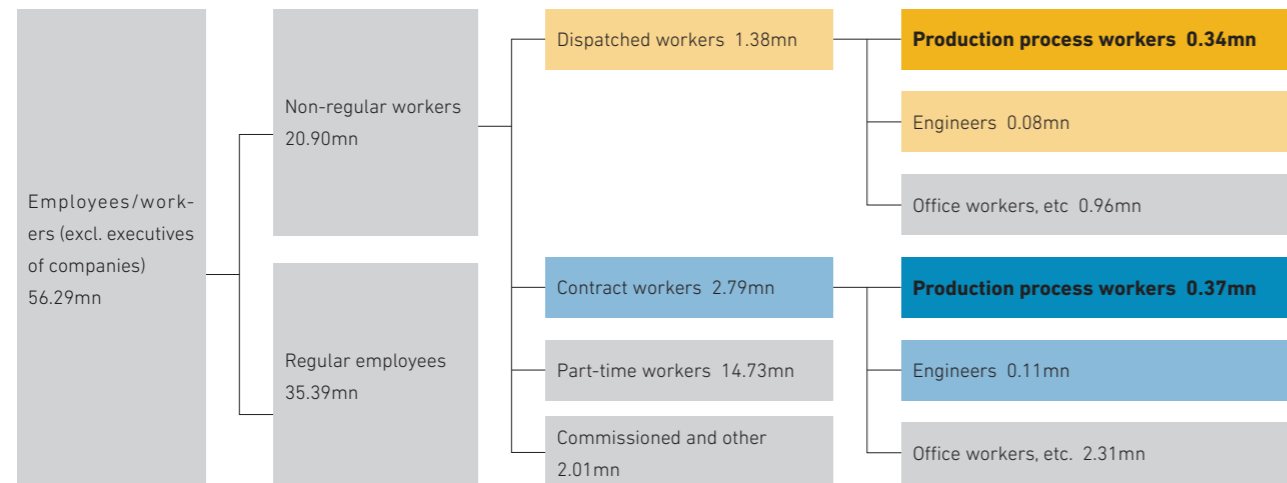 Employees/work-
ers (excl. executives
of companies)
56.29mn
Non-regular workers
20.90mn
Regular employees
35.39mn
Dispatched workers 1.38mn
Contract workers 2.79mn
Part-time workers 14.73mn
Commissioned and other
2.01mn
Production process workers 0.34mn
Engineers 0.08mn
Office workers, etc 0.96mn
Production process workers 0.37mn
Engineers 0.11mn
Office workers, etc. 2.31mn